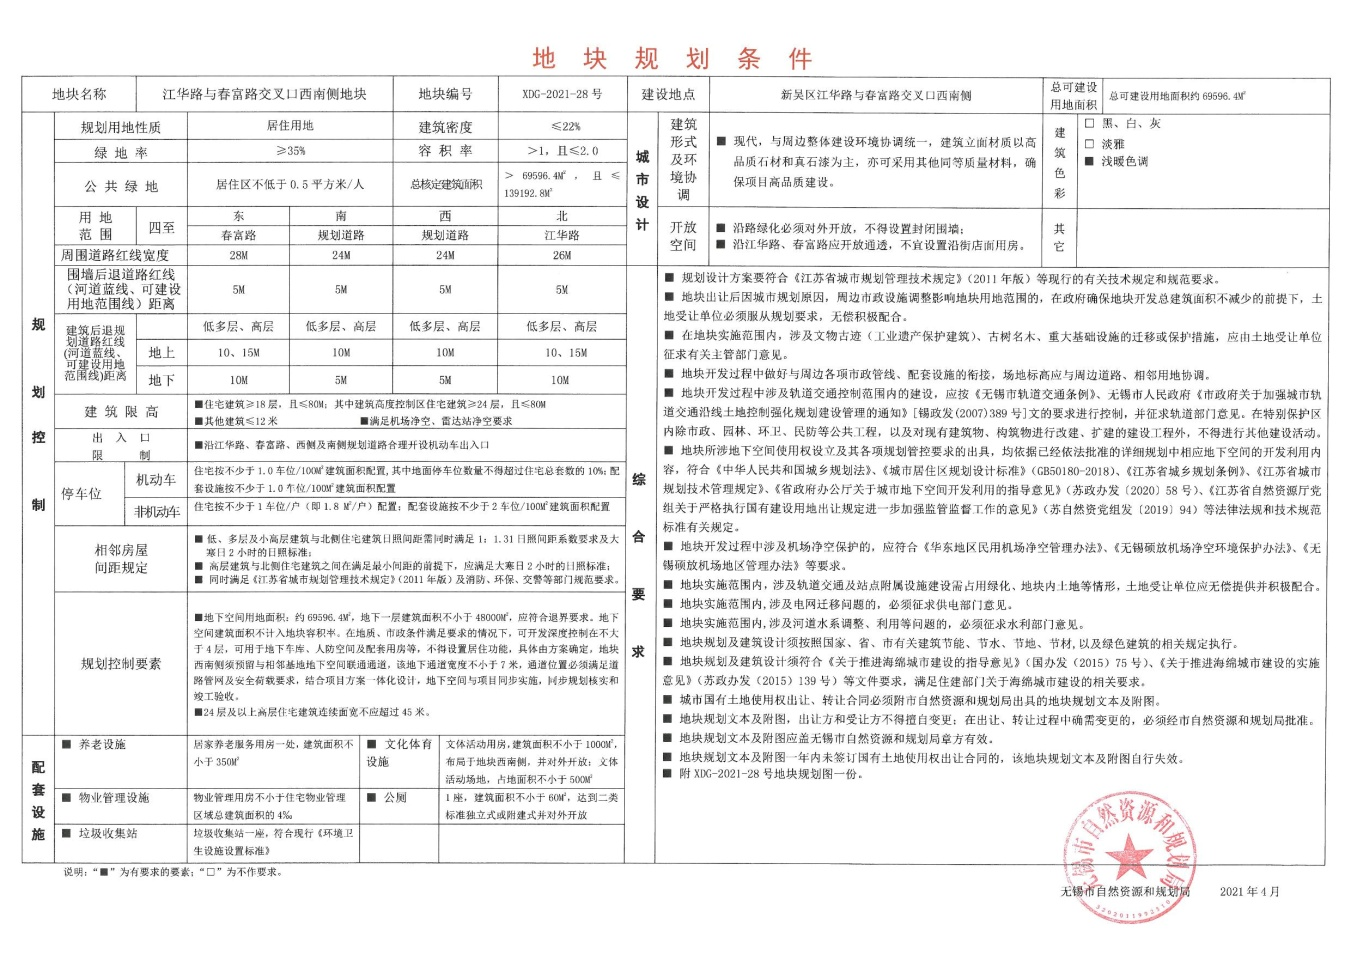 地块规划条件
地块名称 江华路与春富路交叉口西南侧地块 地块编号 XDG-2021-28 号 建设地点 新吴区江华路与春富路交叉口西南侧 总可建设用地面积 总可建设用地面积约 69596.4㎡
规划控制
规划用地性质 居住用地 建筑密度 ≤22%
绿地率 ≥35% 容积率 >1，且≤2.0
公共绿地 居住区不低于 0.5 平方米/人 总核定建筑面积 > 69596.4㎡，且≤
139192.8㎡
用地范围 四至 东 南 西 北
春富路 规划道路 规划道路 江华路
周围道路红线宽度 28M 24M 24M 26M
围墙后退道路红线
（河道蓝线、可建设
用地范围线）距离
5M 5M 5M 5M
建筑后退规
划道路红线
(河道蓝线、
可建设用地
范围线)距离
低多层、高层 低多层、高层 低多层、高层 低多层、高层
地上 10、15M 10M 10M 10、15M
地下 10M 5M 5M 10M
建筑限高
■住宅建筑≥18 层，且≤80M；其中建筑高度控制区住宅建筑≥24 层，且≤80M
■其他建筑≤12 米 ■满足机场净空、雷达站净空要求
出入口
限制
■沿江华路、春富路、西侧及南侧规划道路合理开设机动车出入口
停车位
机动车
住宅按不少于 1.0 车位/100㎡建筑面积配置,其中地面停车位数量不得超过住宅总套数的 10%;配
套设施按不少于 1.0 车位/100㎡建筑面积配置
非机动车
住宅按不少于 1 车位/户（即 1.8 ㎡/户）配置；配套设施按不少于 2 车位/100㎡建筑面积配置
相邻房屋
间距规定
■ 低、多层及小高层建筑与北侧住宅建筑日照间距需同时满足 1：1.31 日照间距系数要求及大
寒日 2 小时的日照标准；
■ 高层建筑与北侧住宅建筑之间在满足最小间距的前提下，应满足大寒日 2 小时的日照标准；
■ 同时满足《江苏省城市规划管理技术规定》(2011 年版）及消防、环保、交警等部门规范要求。
规划控制要素
■地下空间用地面积：约 69596.4㎡，地下一层建筑面积不小于 48000㎡，应符合退界要求。地下
空间建筑面积不计入地块容积率。在地质、市政条件满足要求的情况下，可开发深度控制在不大
于 4 层，可用于地下车库、人防空间及配套用房等，不得设置居住功能，具体由方案确定，地块
西南侧须预留与相邻基地地下空间联通通道，该地下通道宽度不小于 7 米，通道位置必须满足道
路管网及安全荷载要求，结合项目方案一体化设计，地下空间与项目同步实施，同步规划核实和
竣工验收。
■24 层及以上高层住宅建筑连续面宽不应超过 45 米。
配套设施
■ 养老设施
居家养老服务用房一处，建筑面积不
小于 350㎡
■ 文化体育
设施
文体活动用房,建筑面积不小于 1000㎡,
布局于地块西南侧，并对外开放；文体
活动场地，占地面积不小于 500㎡
■ 物业管理设施
物业管理用房不小于住宅物业管理
区域总建筑面积的 4‰
■ 公厕
1 座，建筑面积不小于 60㎡，达到二类
标准独立式或附建式并对外开放
■ 垃圾收集站
垃圾收集站一座，符合现行《环境卫
生设施设置标准》
城市设计
建筑
形式
及环
境协
调
■ 现代，与周边整体建设环境协调统一，建筑立面材质以高
品质石材和真石漆为主，亦可采用其他同等质量材料，确
保项目高品质建设。
建筑色彩
□ 黑、白、灰
□ 淡雅
■ 浅暖色调
开放
空间
■ 沿路绿化必须对外开放，不得设置封闭围墙；
■ 沿江华路、春富路应开放通透，不宜设置沿街店面用房。
其它
综合要求
■ 规划设计方案要符合《江苏省城市规划管理技术规定》（2011 年版）等现行的有关技术规定和规范要求。
■ 地块出让后因城市规划原因，周边市政设施调整影响地块用地范围的，在政府确保地块开发总建筑面积不减少的前提下，土
地受让单位必须服从规划要求，无偿积极配合。
■ 在地块实施范围内，涉及文物古迹（工业遗产保护建筑）、古树名木、重大基础设施的迁移或保护措施，应由土地受让单位
征求有关主管部门意见。
■ 地块开发过程中做好与周边各项市政管线、配套设施的衔接，场地标高应与周边道路、相邻用地协调。
■ 地块开发过程中涉及轨道交通控制范围内的建设，应按《无锡市轨道交通条例》、无锡市人民政府《市政府关于加强城市轨
道交通沿线土地控制强化规划建设管理的通知》[锡政发(2007)389 号]文的要求进行控制，并征求轨道部门意见。在特别保护区
内除市政、园林、环卫、民防等公共工程，以及对现有建筑物、构筑物进行改建、扩建的建设工程外，不得进行其他建设活动。
■ 地块所涉地下空间使用权设立及其各项规划管控要求的出具，均依据已经依法批准的详细规划中相应地下空间的开发利用内
容，符合《中华人民共和国城乡规划法》、《城市居住区规划设计标准》(GB50180-2018)、《江苏省城乡规划条例》、《江苏省城市
规划技术管理规定》、《省政府办公厅关于城市地下空间开发利用的指导意见》(苏政办发〔2020〕58 号)、《江苏省自然资源厅党
组关于严格执行国有建设用地出让规定进一步加强监管监督工作的意见》(苏自然资党组发〔2019〕94）等法律法规和技术规范
标准有关规定。
■ 地块开发过程中涉及机场净空保护的，应符合《华东地区民用机场净空管理办法》、《无锡硕放机场净空环境保护办法》、《无
锡硕放机场地区管理办法》等要求。
■ 地块实施范围内，涉及轨道交通及站点附属设施建设需占用绿化、地块内土地等情形，土地受让单位应无偿提供并积极配合。
■ 地块实施范围内,涉及电网迁移问题的，必须征求供电部门意见。
■ 地块实施范围内，涉及河道水系调整、利用等问题的，必须征求水利部门意见。
■ 地块规划及建筑设计须按照国家、省、市有关建筑节能、节水、节地、节材,以及绿色建筑的相关规定执行。
■ 地块规划及建筑设计须符合《关于推进海绵城市建设的指导意见》(国办发（2015）75 号)、《关于推进海绵城市建设的实施
意见》(苏政办发（2015）139 号）等文件要求，满足住建部门关于海绵城市建设的相关要求。
■ 城市国有土地使用权出让、转让合同必须附市自然资源和规划局出具的地块规划文本及附图。
■ 地块规划文本及附图，出让方和受让方不得擅自变更；在出让、转让过程中确需变更的，必须经市自然资源和规划局批准。
■ 地块规划文本及附图应盖无锡市自然资源和规划局章方有效。
■ 地块规划文本及附图一年内未签订国有土地使用权出让合同的，该地块规划文本及附图自行失效。
■ 附 XDG-2021-28 号地块规划图一份。
说明：“■”为有要求的要素；“□”为不作要求。
无锡市自然资源和规划局
无锡市自然资源和规划局 2021 年 4 月